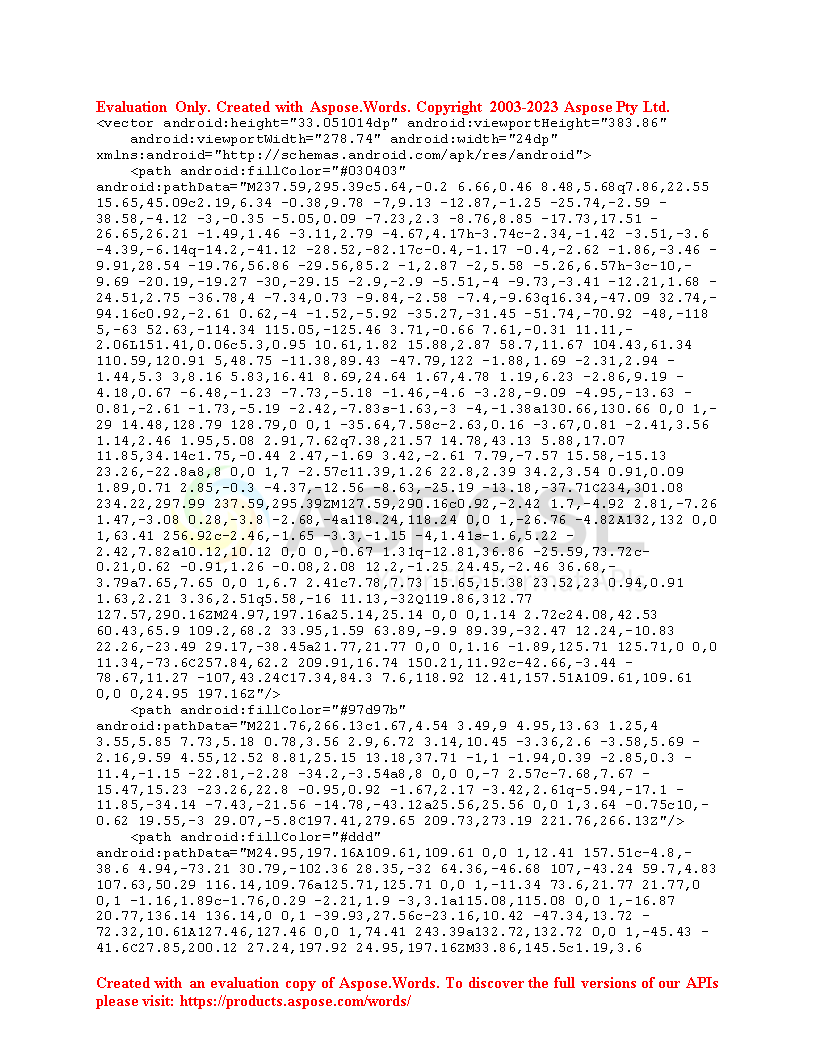 Evaluation Only. Created with Aspose.Words. Copyright 2003-2023 Aspose Pty Ltd.
<vector android:height="33.051014dp" android:viewportHeight="383.86"
android:viewportWidth="278.74" android:width="24dp"
xmlns:android="http://schemas.android.com/apk/res/android">
<path android:fillColor="#030403"
android:pathData="M237.59,295.39c5.64,-0.2 6.66,0.46 8.48,5.68q7.86,22.55
15.65,45.09c2.19,6.34 -0.38,9.78 -7,9.13 -12.87,-1.25 -25.74,-2.59 -
38.58,-4.12 -3,-0.35 -5.05,0.09 -7.23,2.3 -8.76,8.85 -17.73,17.51 -
26.65,26.21 -1.49,1.46 -3.11,2.79 -4.67,4.17h-3.74c-2.34,-1.42 -3.51,-3.6
-4.39,-6.14q-14.2,-41.12 -28.52,-82.17c-0.4,-1.17 -0.4,-2.62 -1.86,-3.46 -
9.91,28.54 -19.76,56.86 -29.56,85.2 -1,2.87 -2,5.58 -5.26,6.57h-3c-10,-
9.69 -20.19,-19.27 -30,-29.15 -2.9,-2.9 -5.51,-4 -9.73,-3.41 -12.21,1.68 -
24.51,2.75 -36.78,4 -7.34,0.73 -9.84,-2.58 -7.4,-9.63q16.34,-47.09 32.74,-
94.16c0.92,-2.61 0.62,-4 -1.52,-5.92 -35.27,-31.45 -51.74,-70.92 -48,-118
5,-63 52.63,-114.34 115.05,-125.46 3.71,-0.66 7.61,-0.31 11.11,-
2.06L151.41,0.06c5.3,0.95 10.61,1.82 15.88,2.87 58.7,11.67 104.43,61.34
110.59,120.91 5,48.75 -11.38,89.43 -47.79,122 -1.88,1.69 -2.31,2.94 -
1.44,5.3 3,8.16 5.83,16.41 8.69,24.64 1.67,4.78 1.19,6.23 -2.86,9.19 -
4.18,0.67 -6.48,-1.23 -7.73,-5.18 -1.46,-4.6 -3.28,-9.09 -4.95,-13.63 -
0.81,-2.61 -1.73,-5.19 -2.42,-7.83s-1.63,-3 -4,-1.38a130.66,130.66 0,0 1,-
29 14.48,128.79 128.79,0 0,1 -35.64,7.58c-2.63,0.16 -3.67,0.81 -2.41,3.56
1.14,2.46 1.95,5.08 2.91,7.62q7.38,21.57 14.78,43.13 5.88,17.07
11.85,34.14c1.75,-0.44 2.47,-1.69 3.42,-2.61 7.79,-7.57 15.58,-15.13
23.26,-22.8a8,8 0,0 1,7 -2.57c11.39,1.26 22.8,2.39 34.2,3.54 0.91,0.09
1.89,0.71 2.85,-0.3 -4.37,-12.56 -8.63,-25.19 -13.18,-37.71C234,301.08
234.22,297.99 237.59,295.39ZM127.59,290.16c0.92,-2.42 1.7,-4.92 2.81,-7.26
1.47,-3.08 0.28,-3.8 -2.68,-4a118.24,118.24 0,0 1,-26.76 -4.82A132,132 0,0
1,63.41 256.92c-2.46,-1.65 -3.3,-1.15 -4,1.41s-1.6,5.22 -
2.42,7.82a10.12,10.12 0,0 0,-0.67 1.31q-12.81,36.86 -25.59,73.72c-
0.21,0.62 -0.91,1.26 -0.08,2.08 12.2,-1.25 24.45,-2.46 36.68,-
3.79a7.65,7.65 0,0 1,6.7 2.41c7.78,7.73 15.65,15.38 23.52,23 0.94,0.91
1.63,2.21 3.36,2.51q5.58,-16 11.13,-32Q119.86,312.77
127.57,290.16ZM24.97,197.16a25.14,25.14 0,0 0,1.14 2.72c24.08,42.53
60.43,65.9 109.2,68.2 33.95,1.59 63.89,-9.9 89.39,-32.47 12.24,-10.83
22.26,-23.49 29.17,-38.45a21.77,21.77 0,0 0,1.16 -1.89,125.71 125.71,0 0,0
11.34,-73.6C257.84,62.2 209.91,16.74 150.21,11.92c-42.66,-3.44 -
78.67,11.27 -107,43.24C17.34,84.3 7.6,118.92 12.41,157.51A109.61,109.61
0,0 0,24.95 197.16Z"/>
<path android:fillColor="#97d97b"
android:pathData="M221.76,266.13c1.67,4.54 3.49,9 4.95,13.63 1.25,4
3.55,5.85 7.73,5.18 0.78,3.56 2.9,6.72 3.14,10.45 -3.36,2.6 -3.58,5.69 -
2.16,9.59 4.55,12.52 8.81,25.15 13.18,37.71 -1,1 -1.94,0.39 -2.85,0.3 -
11.4,-1.15 -22.81,-2.28 -34.2,-3.54a8,8 0,0 0,-7 2.57c-7.68,7.67 -
15.47,15.23 -23.26,22.8 -0.95,0.92 -1.67,2.17 -3.42,2.61q-5.94,-17.1 -
11.85,-34.14 -7.43,-21.56 -14.78,-43.12a25.56,25.56 0,0 1,3.64 -0.75c10,-
0.62 19.55,-3 29.07,-5.8C197.41,279.65 209.73,273.19 221.76,266.13Z"/>
<path android:fillColor="#ddd"
android:pathData="M24.95,197.16A109.61,109.61 0,0 1,12.41 157.51c-4.8,-
38.6 4.94,-73.21 30.79,-102.36 28.35,-32 64.36,-46.68 107,-43.24 59.7,4.83
107.63,50.29 116.14,109.76a125.71,125.71 0,0 1,-11.34 73.6,21.77 21.77,0
0,1 -1.16,1.89c-1.76,0.29 -2.21,1.9 -3,3.1a115.08,115.08 0,0 1,-16.87
20.77,136.14 136.14,0 0,1 -39.93,27.56c-23.16,10.42 -47.34,13.72 -
72.32,10.61A127.46,127.46 0,0 1,74.41 243.39a132.72,132.72 0,0 1,-45.43 -
41.6C27.85,200.12 27.24,197.92 24.95,197.16ZM33.86,145.5c1.19,3.6
Created with an evaluation copy of Aspose.Words. To discover the full versions of our APIs
please visit: https://products.aspose.com/words/
ASPOSE